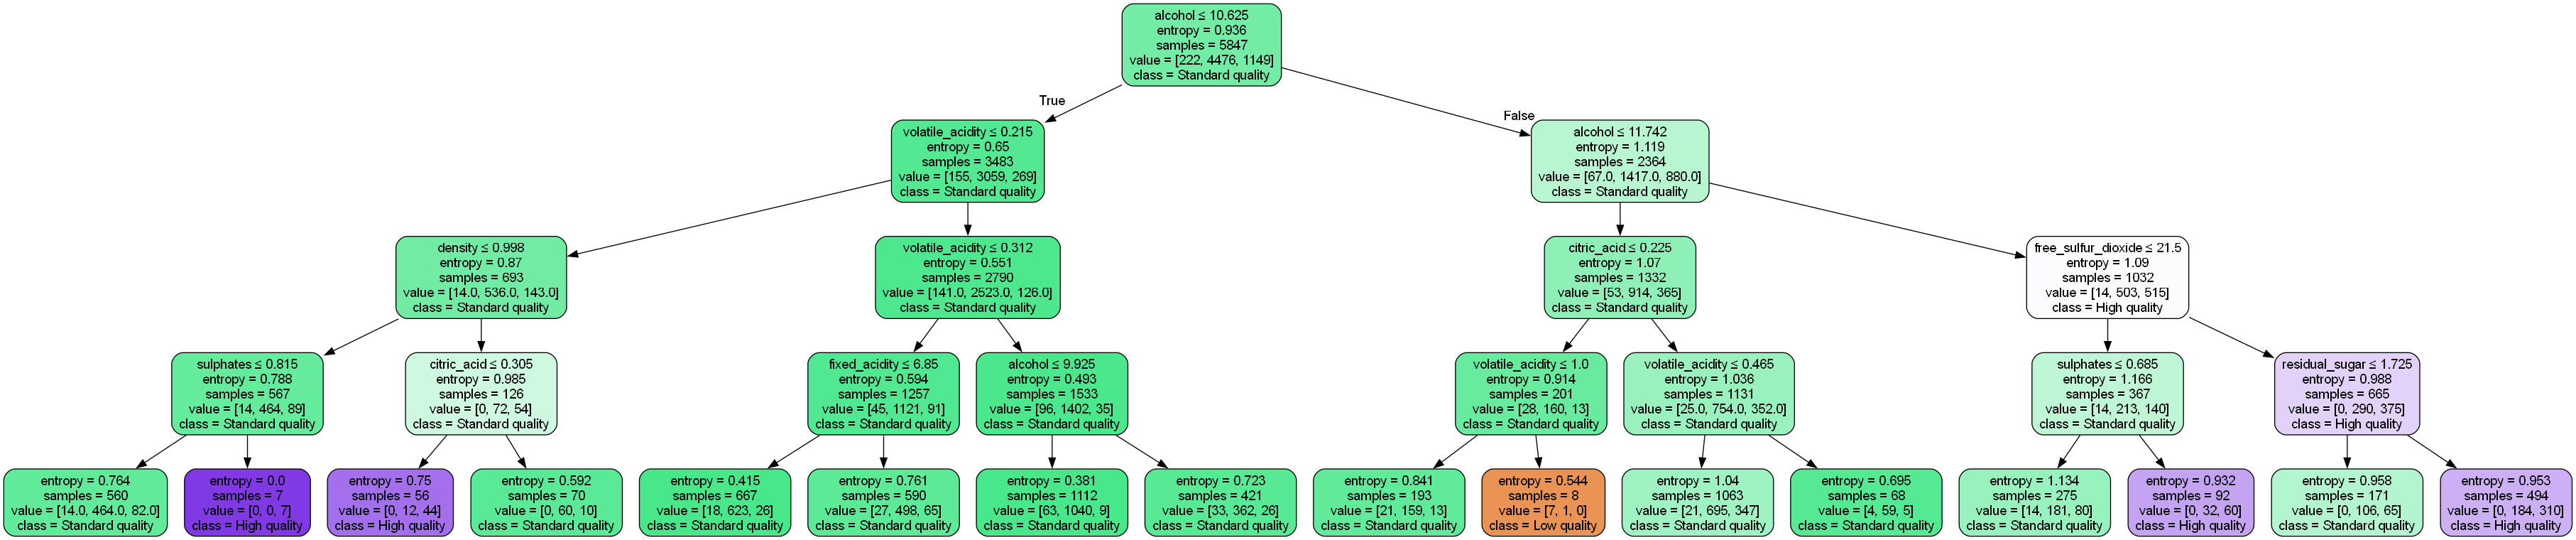 alcohol ≤ 10.625
entropy = 0.936
samples = 5847
value = [222, 4476, 1149]
class = Standard quality
True
False
volatile_acidity ≤ 0.215
entropy = 0.65
samples = 3483
value = [155, 3059, 269]
class = Standard quality
alcohol ≤ 11.742
entropy = 1.119
samples = 2364
value = [67.0, 1417.0, 880.0]
class = Standard quality
density ≤ 0.998
entropy = 0.87
samples = 693
value = [14.0, 536.0, 143.0]
class = Standard quality
volatile_acidity ≤ 0.312
entropy = 0.551
samples = 2790
value = [141.0, 2523.0, 126.0]
class = Standard quality
citric_acid ≤ 0.225
entropy = 1.07
samples = 1332
value = [53, 914, 365]
class = Standard quality
free_sulfur_dioxide ≤ 21.5
entropy = 1.09
samples = 1032
value = [14, 503, 515]
class = High quality
sulphates ≤ 0.815
entropy = 0.788
samples = 567
value = [14, 464, 89]
class = Standard quality
citric_acid ≤ 0.305
entropy = 0.985
samples = 126
value = [0, 72, 54]
class = Standard quality
fixed_acidity ≤ 6.85
entropy = 0.594
samples = 1257
value = [45, 1121, 91]
class = Standard quality
alcohol ≤ 9.925
entropy = 0.493
samples = 1533
value = [96, 1402, 35]
class = Standard quality
volatile_acidity ≤ 1.0
entropy = 0.914
samples = 201
value = [28, 160, 13]
class = Standard quality
volatile_acidity ≤ 0.465
entropy = 1.036
samples = 1131
value = [25.0, 754.0, 352.0]
class = Standard quality
sulphates ≤ 0.685
entropy = 1.166
samples = 367
value = [14, 213, 140]
class = Standard quality
residual_sugar ≤ 1.725
entropy = 0.988
samples = 665
value = [0, 290, 375]
class = High quality
entropy = 0.764
samples = 560
value = [14.0, 464.0, 82.0]
class = Standard quality
entropy = 0.0
samples = 7
value = [0, 0, 7]
class = High quality
entropy = 0.75
samples = 56
value = [0, 12, 44]
class = High quality
entropy = 0.592
samples = 70
value = [0, 60, 10]
class = Standard quality
entropy = 0.415
samples = 667
value = [18, 623, 26]
class = Standard quality
entropy = 0.761
samples = 590
value = [27, 498, 65]
class = Standard quality
entropy = 0.381
samples = 1112
value = [63, 1040, 9]
class = Standard quality
entropy = 0.723
samples = 421
value = [33, 362, 26]
class = Standard quality
entropy = 0.841
samples = 193
value = [21, 159, 13]
class = Standard quality
entropy = 0.544
samples = 8
value = [7, 1, 0]
class = Low quality
entropy = 1.04
samples = 1063
value = [21, 695, 347]
class = Standard quality
entropy = 0.695
samples = 68
value = [4, 59, 5]
class = Standard quality
entropy = 1.134
samples = 275
value = [14, 181, 80]
class = Standard quality
entropy = 0.932
samples = 92
value = [0, 32, 60]
class = High quality
entropy = 0.958
samples = 171
value = [0, 106, 65]
class = Standard quality
entropy = 0.953
samples = 494
value = [0, 184, 310]
class = High quality